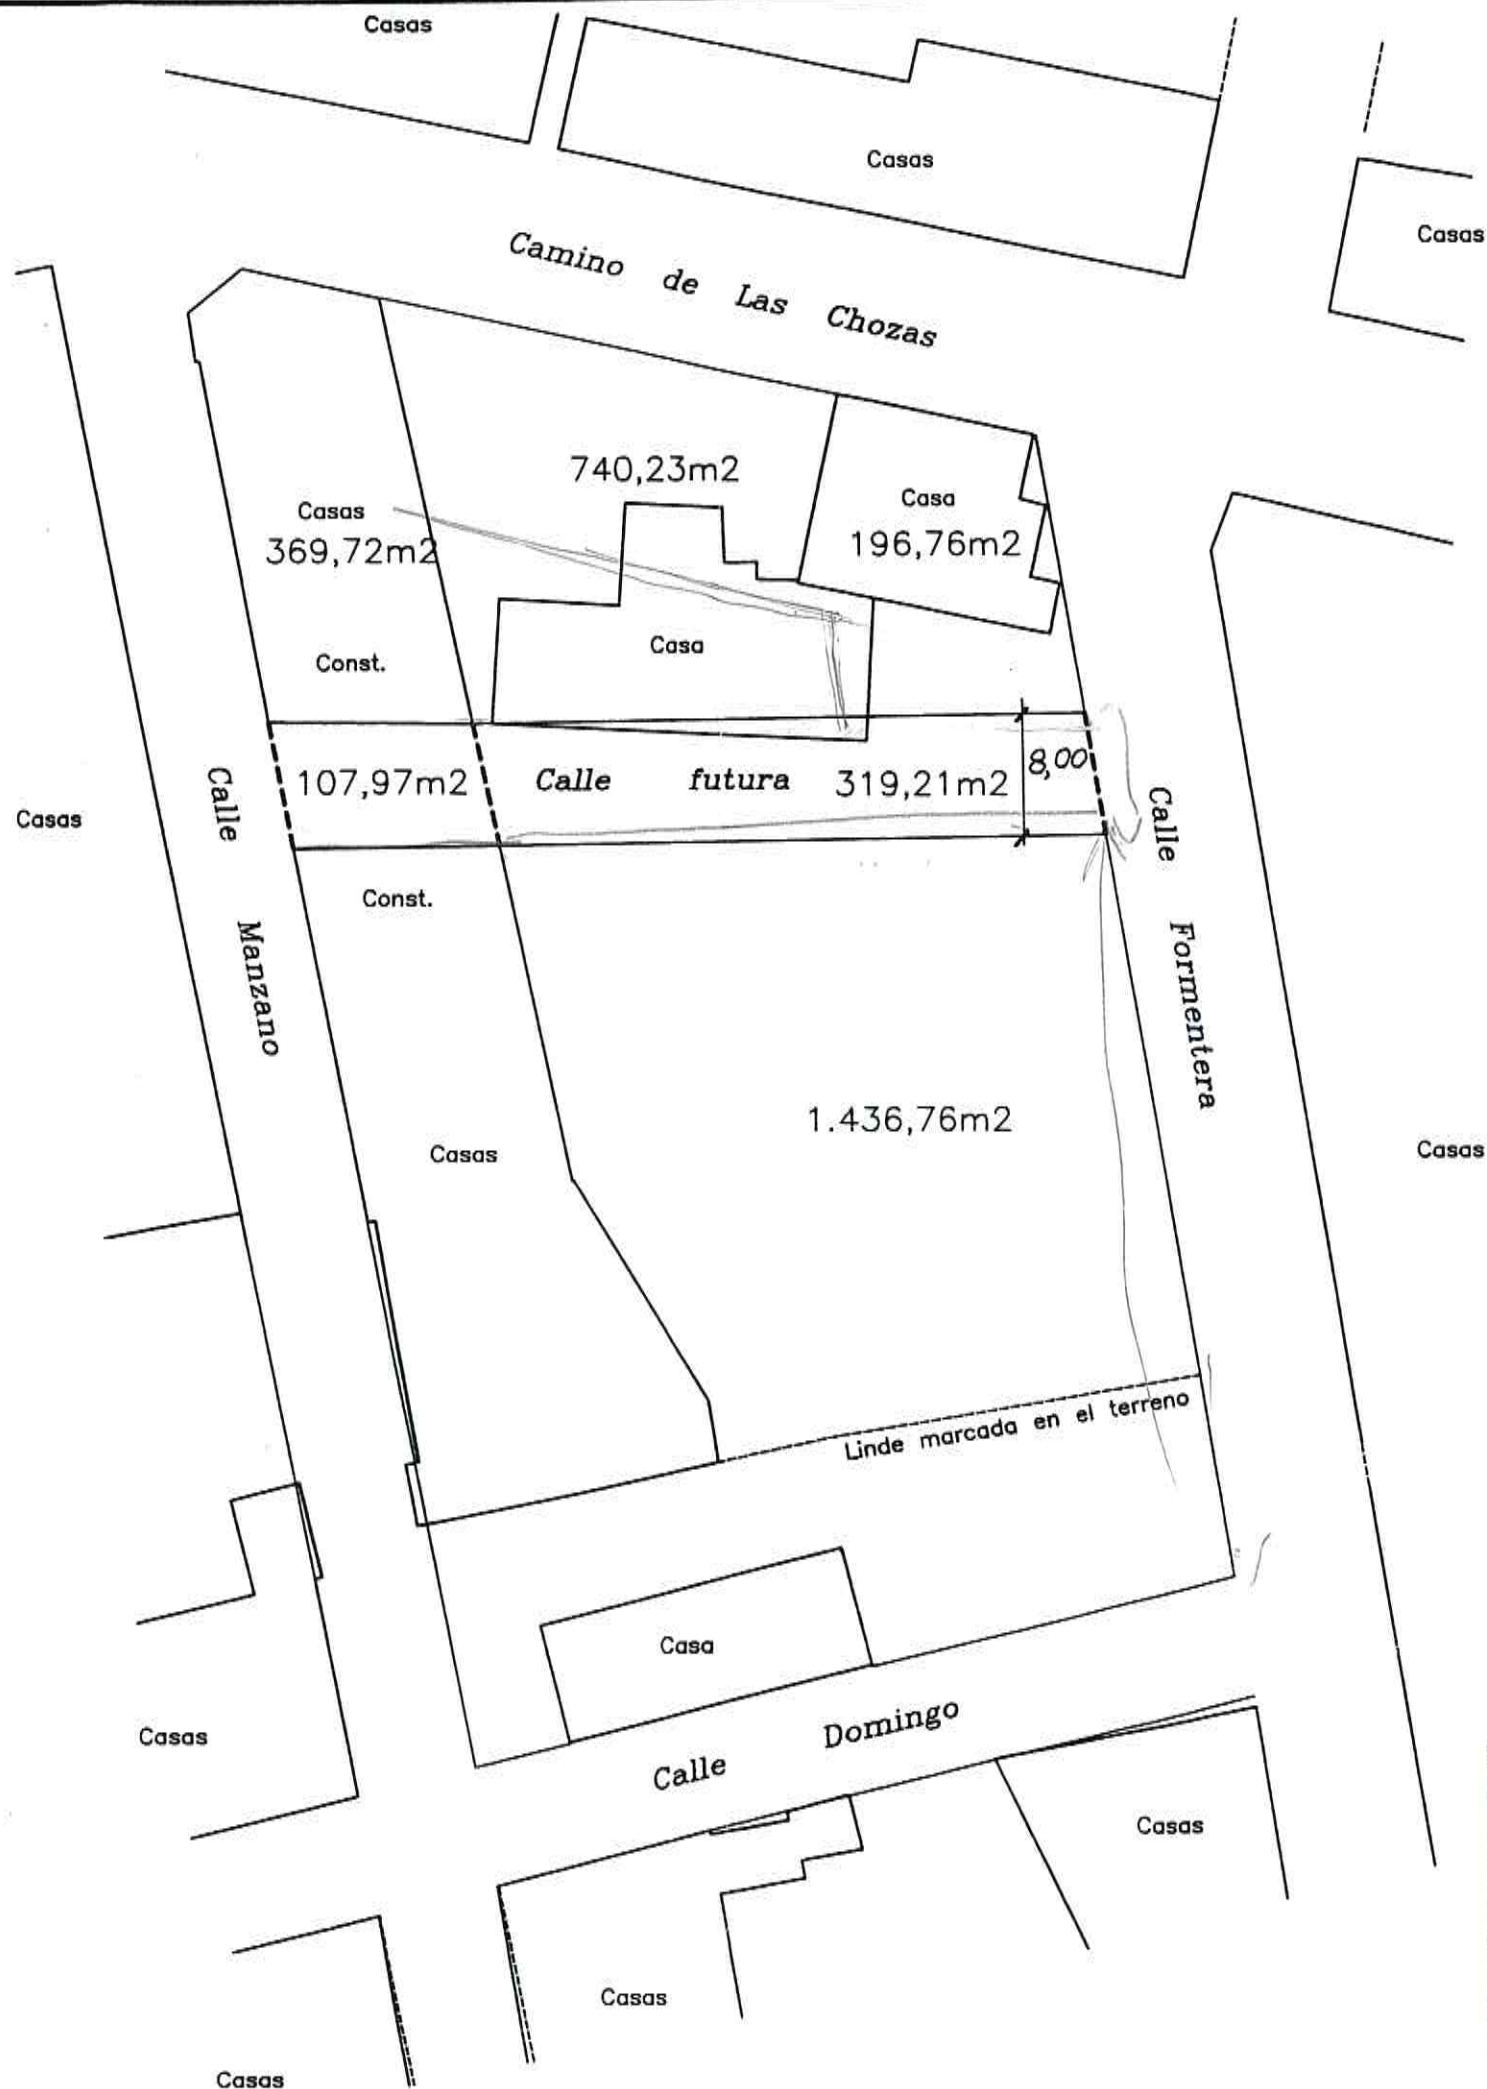 Casas
Casas
Casas
Camino de Las Chozas
740,23m2
Casas
369,72m2
Casa
196,76m2
Casa
Const.
107,97m2
Calle futura
319,21m2
8,00
Calle Manzano
Calle Formentera
Casas
Const.
1.436,76m2
Casas
Casas
Linde marcada en el terreno
Casa
Casas
Calle Domingo
Casas
Casas
Casas